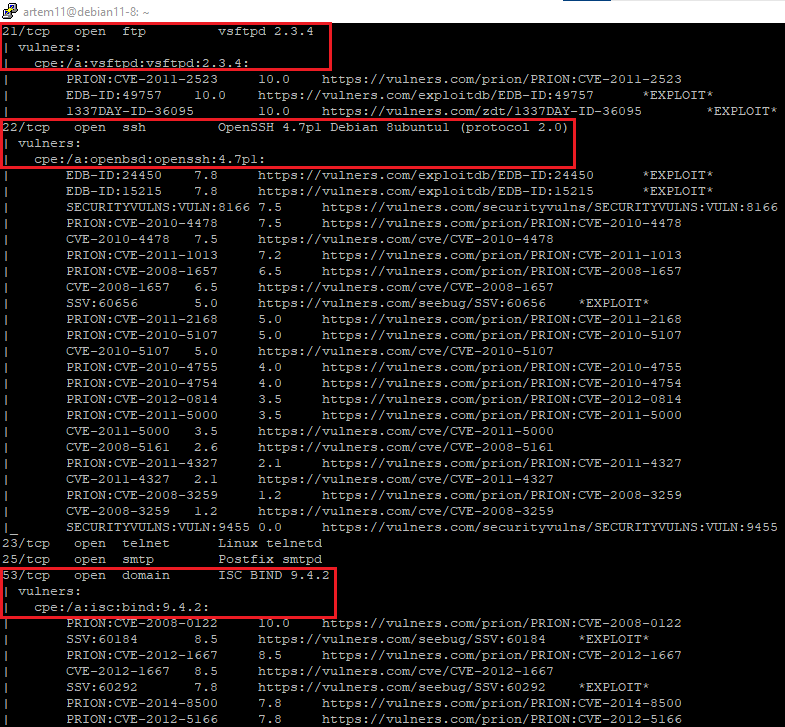 artem11@debian11-8: ~
21/tcp open ftp vsftpd 2.3.4
| vulners:
| cpe:/a:vsftpd:vsftpd:2.3.4:
| PRION:CVE-2011-2523 10.0 https://vulners.com/prion/PRION:CVE-2011-2523
| EDB-ID:49757 10.0 https://vulners.com/exploitdb/EDB-ID:49757 *EXPLOIT*
| 1337DAY-ID-36095 10.0 https://vulners.com/zdt/1337DAY-ID-36095 *EXPLOIT*
22/tcp open ssh OpenSSH 4.7p1 Debian 8ubuntu1 (protocol 2.0)
| vulners:
| cpe:/a:openbsd:openssh:4.7p1:
| EDB-ID:24450 7.8 https://vulners.com/exploitdb/EDB-ID:24450 *EXPLOIT*
| EDB-ID:15215 7.8 https://vulners.com/exploitdb/EDB-ID:15215 *EXPLOIT*
| SECURITYVULNS:VULN:8166 7.5 https://vulners.com/securityvulns/SECURITYVULNS:VULN:8166
| PRION:CVE-2010-4478 7.5 https://vulners.com/prion/PRION:CVE-2010-4478
| CVE-2010-4478 7.5 https://vulners.com/cve/CVE-2010-4478
| PRION:CVE-2011-1013 7.2 https://vulners.com/prion/PRION:CVE-2011-1013
| PRION:CVE-2008-1657 6.5 https://vulners.com/prion/PRION:CVE-2008-1657
| CVE-2008-1657 6.5 https://vulners.com/cve/CVE-2008-1657
| SSV:60656 5.0 https://vulners.com/seebug/SSV:60656 *EXPLOIT*
| PRION:CVE-2011-2168 5.0 https://vulners.com/prion/PRION:CVE-2011-2168
| PRION:CVE-2010-5107 5.0 https://vulners.com/prion/PRION:CVE-2010-5107
| CVE-2010-5107 5.0 https://vulners.com/cve/CVE-2010-5107
| PRION:CVE-2010-4755 4.0 https://vulners.com/prion/PRION:CVE-2010-4755
| PRION:CVE-2010-4754 4.0 https://vulners.com/prion/PRION:CVE-2010-4754
| PRION:CVE-2012-0814 3.5 https://vulners.com/prion/PRION:CVE-2012-0814
| PRION:CVE-2011-5000 3.5 https://vulners.com/prion/PRION:CVE-2011-5000
| CVE-2011-5000 3.5 https://vulners.com/cve/CVE-2011-5000
| CVE-2008-5161 2.6 https://vulners.com/cve/CVE-2008-5161
| PRION:CVE-2011-4327 2.1 https://vulners.com/prion/PRION:CVE-2011-4327
| CVE-2011-4327 2.1 https://vulners.com/cve/CVE-2011-4327
| PRION:CVE-2008-3259 1.2 https://vulners.com/prion/PRION:CVE-2008-3259
| CVE-2008-3259 1.2 https://vulners.com/cve/CVE-2008-3259
|_ SECURITYVULNS:VULN:9455 0.0 https://vulners.com/securityvulns/SECURITYVULNS:VULN:9455
23/tcp open telnet Linux telnetd
25/tcp open smtp Postfix smtpd
53/tcp open domain ISC BIND 9.4.2
| vulners:
| cpe:/a:isc:bind:9.4.2:
| PRION:CVE-2008-0122 10.0 https://vulners.com/prion/PRION:CVE-2008-0122
| SSV:60184 8.5 https://vulners.com/seebug/SSV:60184 *EXPLOIT*
| PRION:CVE-2012-1667 8.5 https://vulners.com/prion/PRION:CVE-2012-1667
| CVE-2012-1667 8.5 https://vulners.com/cve/CVE-2012-1667
| SSV:60292 7.8 https://vulners.com/seebug/SSV:60292 *EXPLOIT*
| PRION:CVE-2014-8500 7.8 https://vulners.com/prion/PRION:CVE-2014-8500
| PRION:CVE-2012-5166 7.8 https://vulners.com/prion/PRION:CVE-2012-5166